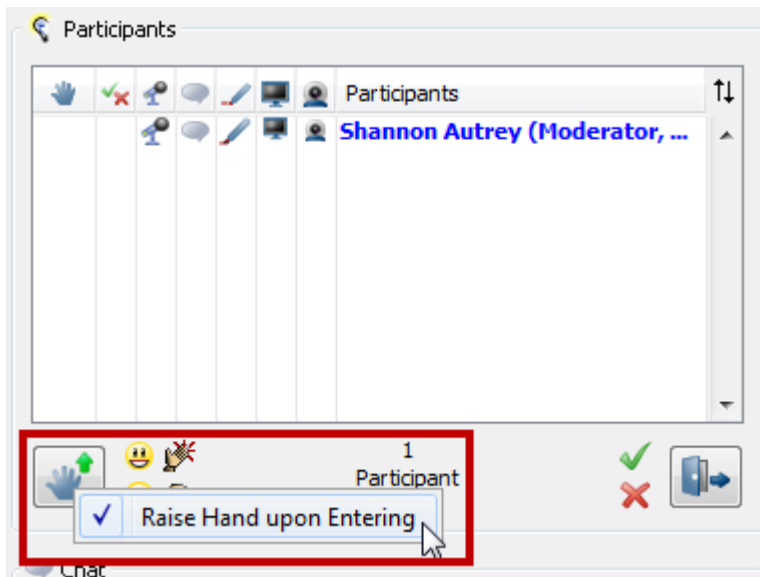 Participants
Participants
Shannon Autrey (Moderator, ...
1
Participant
Raise Hand upon Entering
Chat